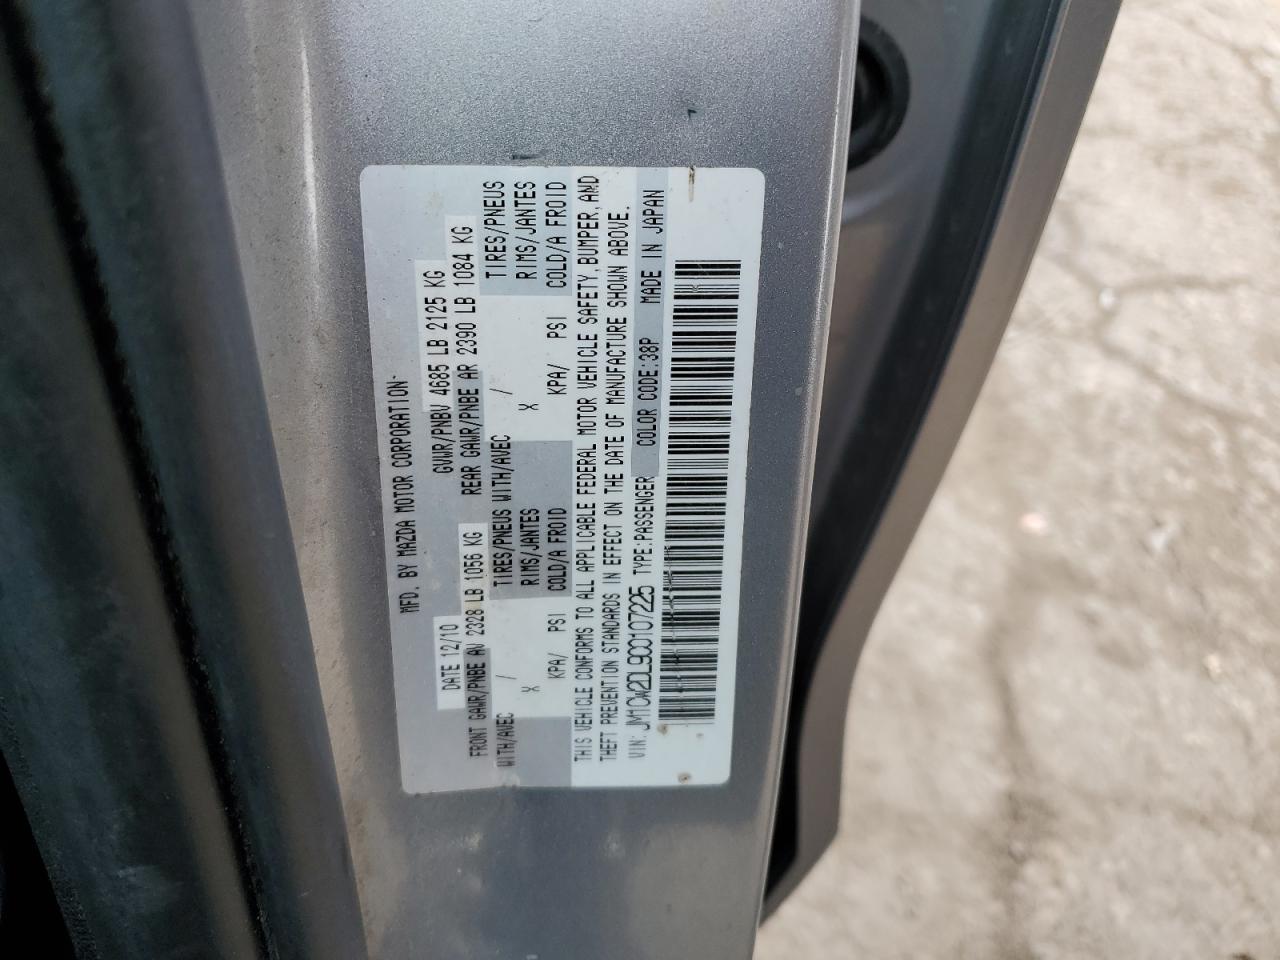 MFD. BY MAZDA MOTOR CORPORATION
DATE 12/10 GVWR/PNBV 4685 LB 2125 KG
FRONT GAWR/PNBE AV 2328 LB 1056 KG REAR GAWR/PNBE AR 2390 LB 1084 KG
WITH/AVEC / TIRES/PNEUS WITH/AVEC / TIRES/PNEUS
X RIMS/JANTES X RIMS/JANTES
KPA/ PSI COLD/A FROID KPA/ PSI COLD/A FROID
THIS VEHICLE CONFORMS TO ALL APPLICABLE FEDERAL MOTOR VEHICLE SAFETY, BUMPER, AND
THEFT PREVENTION STANDARDS IN EFFECT ON THE DATE OF MANUFACTURE SHOWN ABOVE.
VIN: JM1CW2DL9C0107225 TYPE:PASSENGER COLOR CODE:38P MADE IN JAPAN